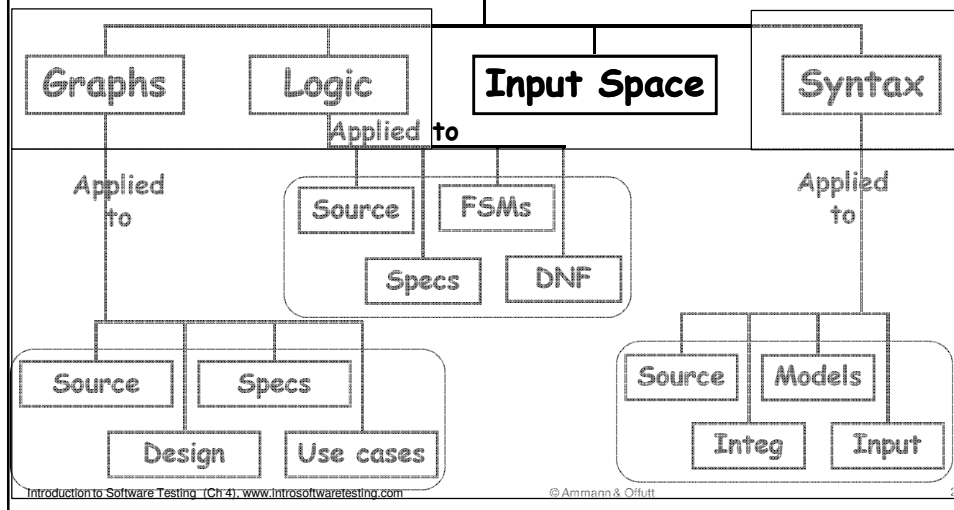 Graphs Logic Input Space Syntax
Applied to
Applied
to
Applied
to
Source FSMs
Specs DNF
Source Specs
Design Use cases
Source Models
Integ Input
Introduction to Software Testing (Ch 4), www.introsoftwaretesting.com © Ammann & Offutt 2